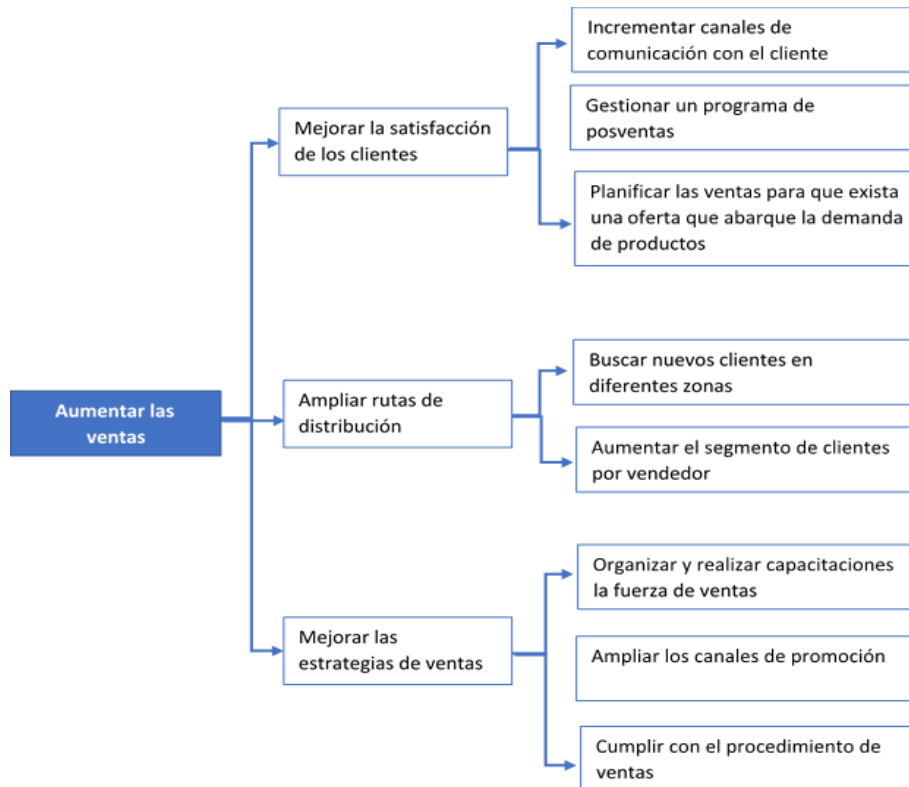 Aumentar las
ventas
Mejorar la satisfacción
de los clientes
Incrementar canales de
comunicación con el cliente
Gestionar un programa de
posventas
Planificar las ventas para que exista
una oferta que abarque la demanda
de productos
Ampliar rutas de
distribución
Buscar nuevos clientes en
diferentes zonas
Aumentar el segmento de clientes
por vendedor
Mejorar las
estrategias de ventas
Organizar y realizar capacitaciones
la fuerza de ventas
Ampliar los canales de promoción
Cumplir con el procedimiento de
ventas